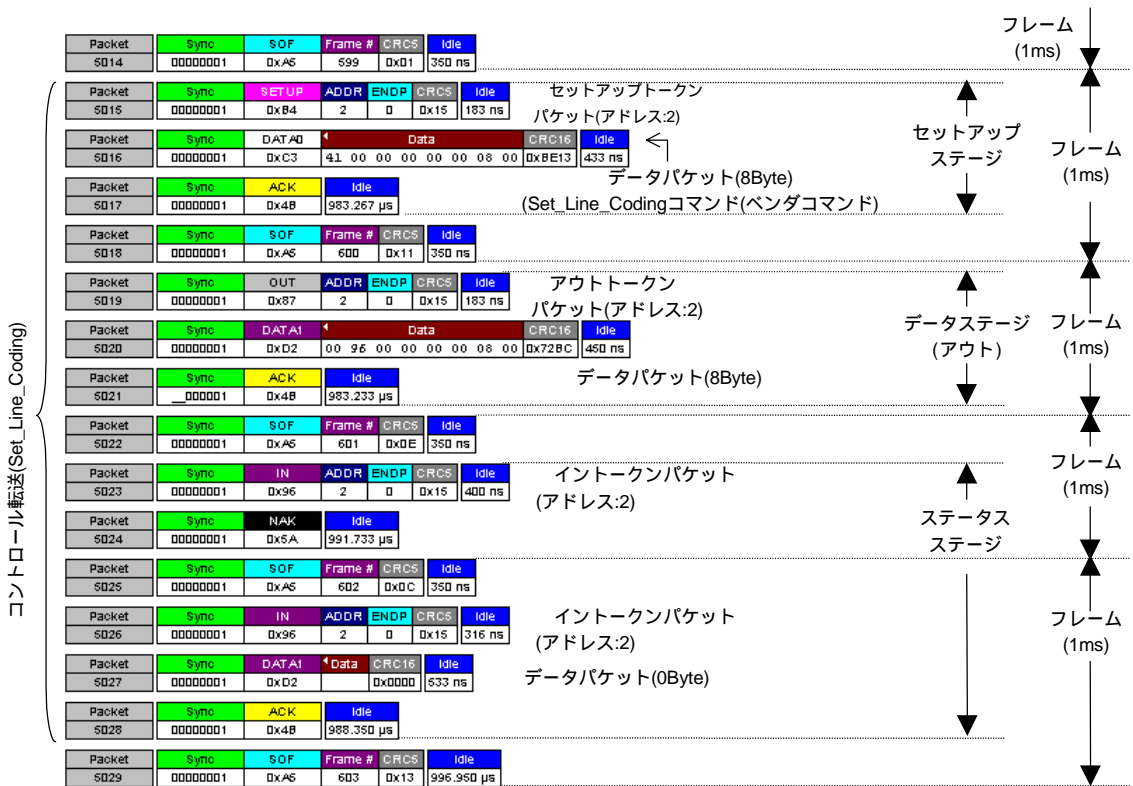 フレーム
(1ms)
Packet Sync SOF Frame # CRC5 Idle
5014 00000001 0xA5 599 0x01 350 ns
Packet Sync SETUP ADDR ENDP CRC5 Idle
5015 00000001 0xB4 2 0 0x15 183 ns
セットアップトークン
パケット(アドレス:2)
Packet Sync DATA0 Data CRC16 Idle
5016 00000001 0xC3 41 00 00 00 00 00 08 00 0xBE13 433 ns
データパケット(8Byte)
(Set_Line_Codingコマンド(ベンダコマンド)
セットアップ
ステージ
フレーム
(1ms)
Packet Sync ACK Idle
5017 00000001 0x4B 983.267 µs
Packet Sync SOF Frame # CRC5 Idle
5018 00000001 0xA5 600 0x11 350 ns
Packet Sync OUT ADDR ENDP CRC5 Idle
5019 00000001 0x87 2 0 0x15 183 ns
アウトトークン
パケット(アドレス:2)
Packet Sync DATA1 Data CRC16 Idle
5020 00000001 0xD2 00 96 00 00 00 00 08 00 0x72BC 450 ns
データステージ
(アウト)
フレーム
(1ms)
Packet Sync ACK Idle
5021 __000001 0x4B 983.233 µs
データパケット(8Byte)
Packet Sync SOF Frame # CRC5 Idle
5022 00000001 0xA5 601 0x0E 350 ns
Packet Sync IN ADDR ENDP CRC5 Idle
5023 00000001 0x96 2 0 0x15 400 ns
イントークンパケット
(アドレス:2)
フレーム
(1ms)
Packet Sync NAK Idle
5024 00000001 0x5A 991.733 µs
ステータス
ステージ
Packet Sync SOF Frame # CRC5 Idle
5025 00000001 0xA5 602 0x0C 350 ns
Packet Sync IN ADDR ENDP CRC5 Idle
5026 00000001 0x96 2 0 0x15 316 ns
イントークンパケット
(アドレス:2)
フレーム
(1ms)
Packet Sync DATA1 Data CRC16 Idle
5027 00000001 0xD2 0x0000 533 ns
データパケット(0Byte)
Packet Sync ACK Idle
5028 00000001 0x4B 988.350 µs
Packet Sync SOF Frame # CRC5 Idle
5029 00000001 0xA5 603 0x13 996.950 µs
コントロール転送(Set_Line_Coding)